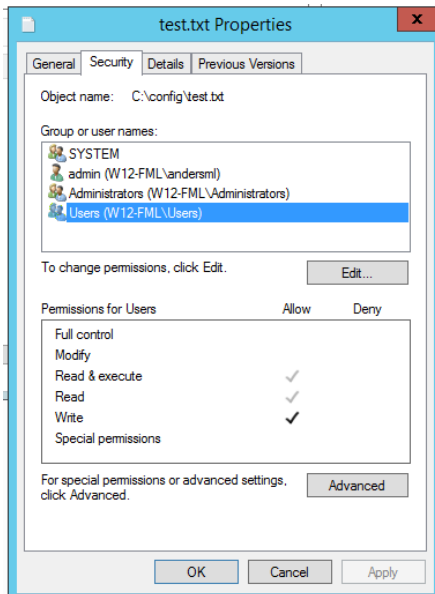 test.txt Properties
x
General Security Details Previous Versions
Object name: C:\config\test.txt
Group or user names:
SYSTEM
admin (W12-FML\andersml)
Administrators (W12-FML\Administrators)
Users (W12-FML\Users)
To change permissions, click Edit.
Edit...
Permissions for Users Allow Deny
Full control
Modify
Read & execute
Read
Write
Special permissions
For special permissions or advanced settings,
click Advanced.
Advanced
OK Cancel Apply